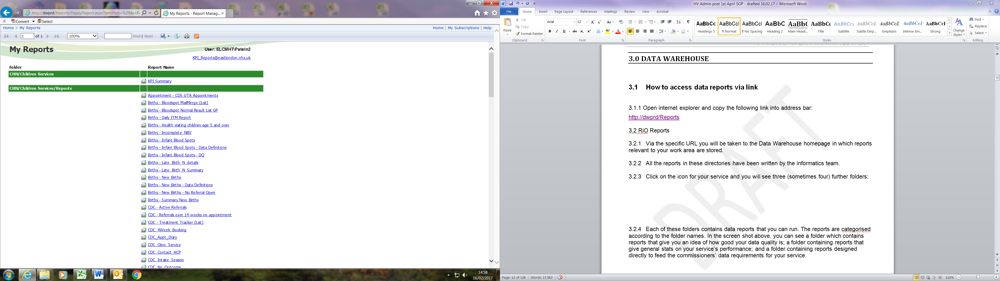 http://dwprd/Reports/Pages/Report.aspx?ItemPath=%2fMy+R
My Reports - Report Manag...
Convert
Select
Home > My Reports
Home | My Subscriptions | Help
1 of 1
100%
Find | Next
My Reports
User: ELCMHT\Pateln2
KPI_Reports@eastlondon.nhs.uk
Folder Report Name
CHN/Children Services
KPI Summary
CHN/Children Services/Reports
Appointment - CDS UTA Appointments
Births - Bloodspot MailMerge (List)
Births - Bloodspot Normal Result List GP
Births - Daily ITM Report
Births - Health visiting children age 5 and over
Births - Incomplete_NBV
Births - Infant Blood Spots
Births - Infant Blood Spots - Data Definitions
Births - Infant Blood Spots - DQ
Births - Late_Birth_N_details
Births - Late_Birth_N_Summary
Births - New Births
Births - New Births - Data Definitions
Births - New Births - No Referral Open
Births - Summary New_Births
CDC - Active Referrals
CDC - Referrals over 14 weeks no appointment
CDC - Treatment Tracker (List)
CDC_4Week_Booking
CDC_Appt_Diary
CDC_Clinic_Service
CDC_Contact_HCP
CDC_Intake_Session
CDC_No_Outcome
14:58
16/02/2017
HV Admin post 1st April SOP - drafted 16.02.17 - Microsoft Word
File Home Insert Page Layout References Mailings Review View Acrobat
Paste
Cut
Copy
Format Painter
Clipboard
Arial 12
Font
Paragraph
AaBbCc AaBbCcI AaBbCcI AaBbC AaBb( AaBbC( AaBbCci AaBbCcL AaBbCcL AaBbCcI AaBbCcI
Headings 3 ¶ Normal ¶ No Spacing Heading 2 Main Headi... Title Subtitle Subtle Emp... Emphasis Intense Em... Strong
Styles
Change Styles
Find
Replace
Select
Editing
3.0 DATA WAREHOUSE
3.1 How to access data reports via link
3.1.1 Open internet explorer and copy the following link into address bar:
http://dwprd/Reports
3.2 RiO Reports
3.2.1 Via the specific URL you will be taken to the Data Warehouse homepage in which reports
relevant to your work area are stored.
3.2.2 All the reports in these directories have been written by the informatics team.
3.2.3 Click on the icon for your service and you will see three (sometimes four) further folders:
3.2.4 Each of these folders contains data reports that you can run. The reports are categorised
according to the folder names. In the screen shot above, you can see a folder which contains
reports that give you an idea of how good your data quality is; a folder containing reports that
give general stats on your service's performance; and a folder containing reports designed
directly to feed the commissioners' data requirements for your service.
DRAFT
Page: 13 of 126 Words: 17,562
110%